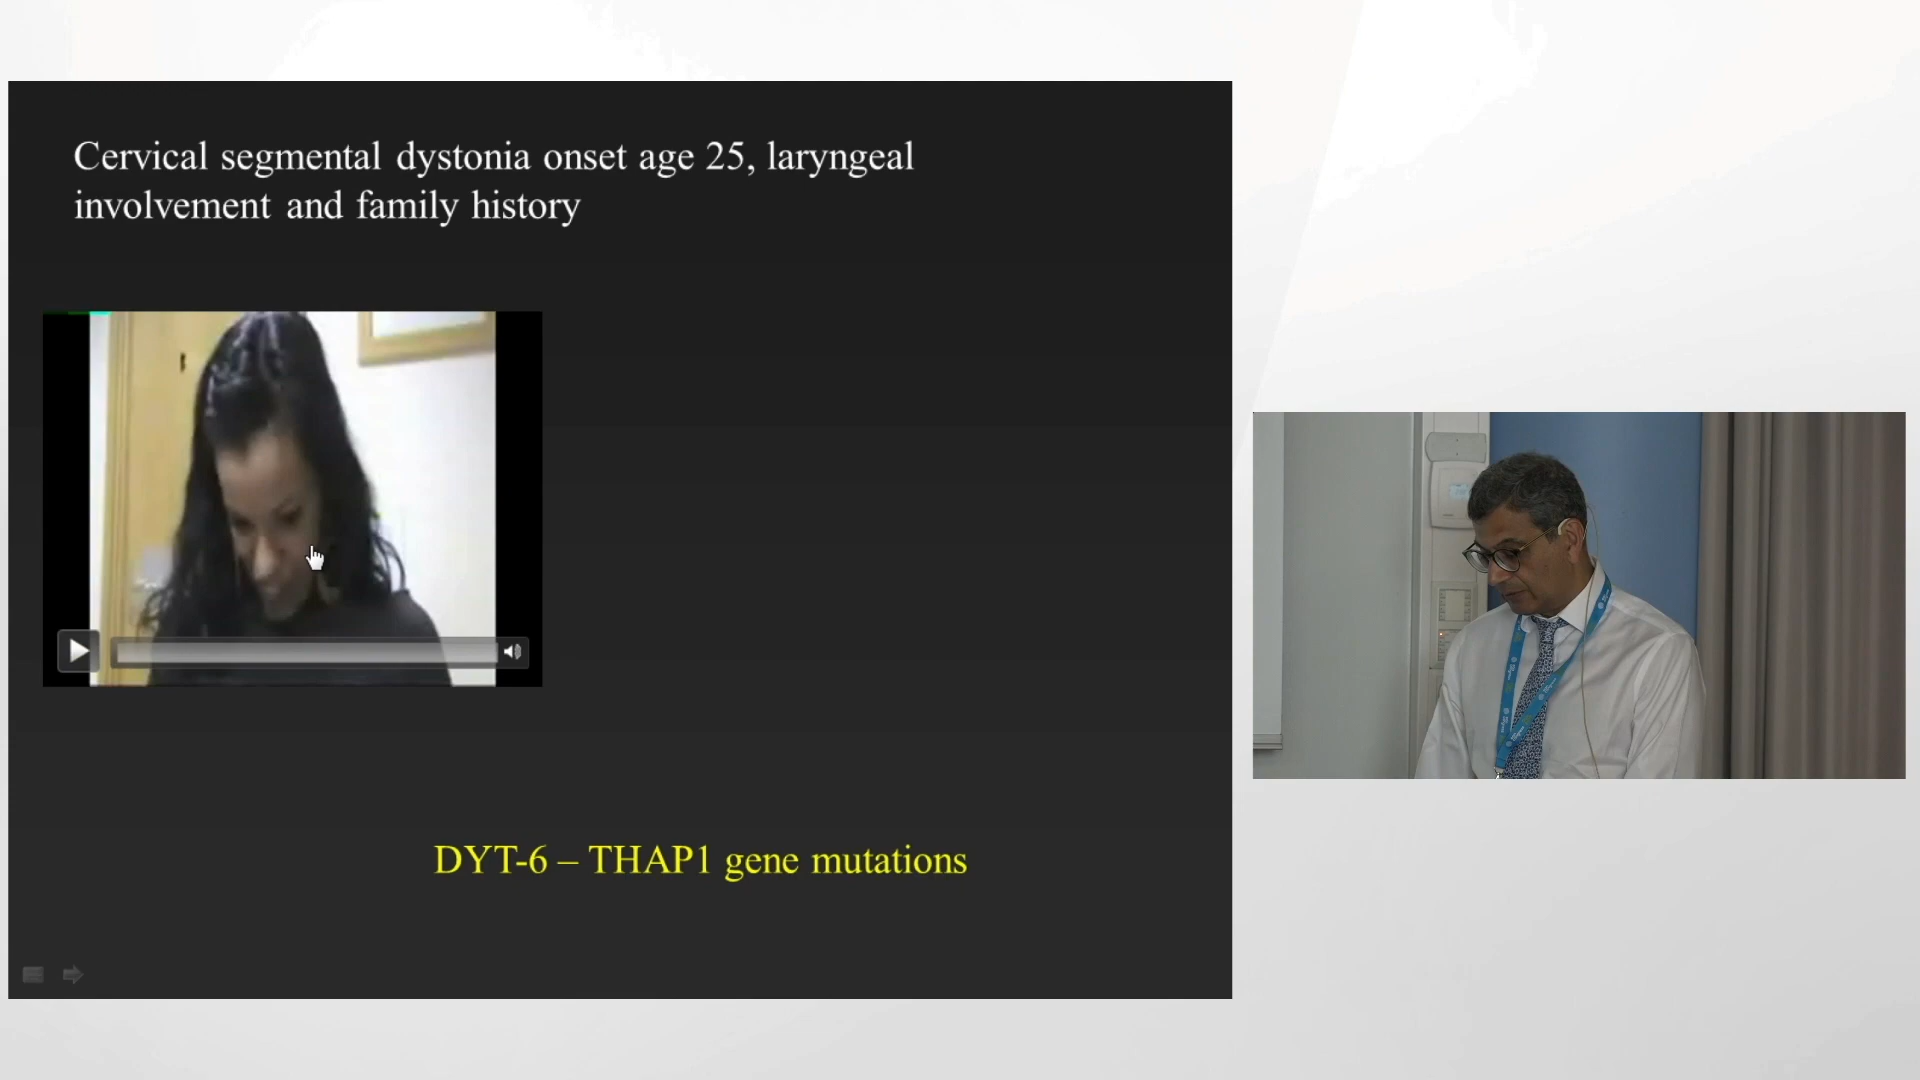 Cervical segmental dystonia onset age 25, laryngeal
involvement and family history
DYT-6 – THAP1 gene mutations